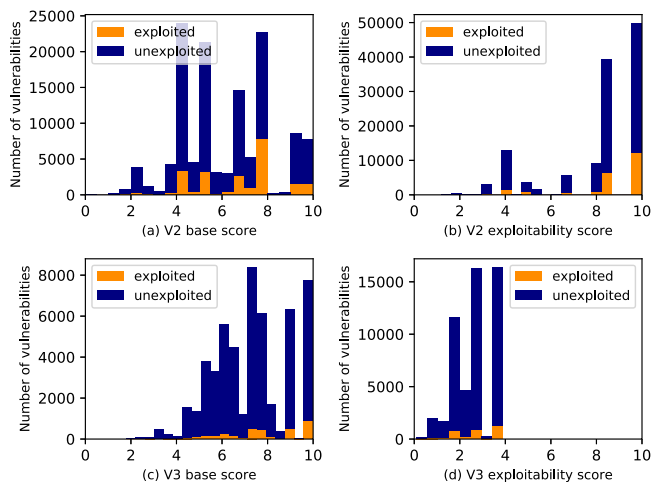 25000
20000
15000
10000
5000
0
Number of vulnerabilities
exploited
unexploited
0 2 4 6 8 10
(a) V2 base score
50000
40000
30000
20000
10000
0
Number of vulnerabilities
exploited
unexploited
0 2 4 6 8 10
(b) V2 exploitability score
8000
6000
4000
2000
0
Number of vulnerabilities
exploited
unexploited
0 2 4 6 8 10
(c) V3 base score
15000
10000
5000
0
Number of vulnerabilities
exploited
unexploited
0 2 4 6 8 10
(d) V3 exploitability score